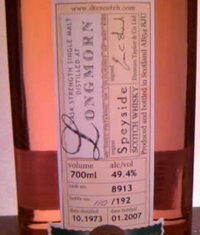 www.dtcscotch.com
CASK STRENGTH SINGLE MALT
DISTILLED AT
LONGMORN
region
Speyside
SCOTCH WHISKY
Duncan Taylor & Co Ltd
Produced and bottled in Scotland AB54 8JU
volume
alc/vol
700ml
49.4%
cask no.
8913
bottle no.
110 /192
date distilled
date bottled
10.1973
01.2007